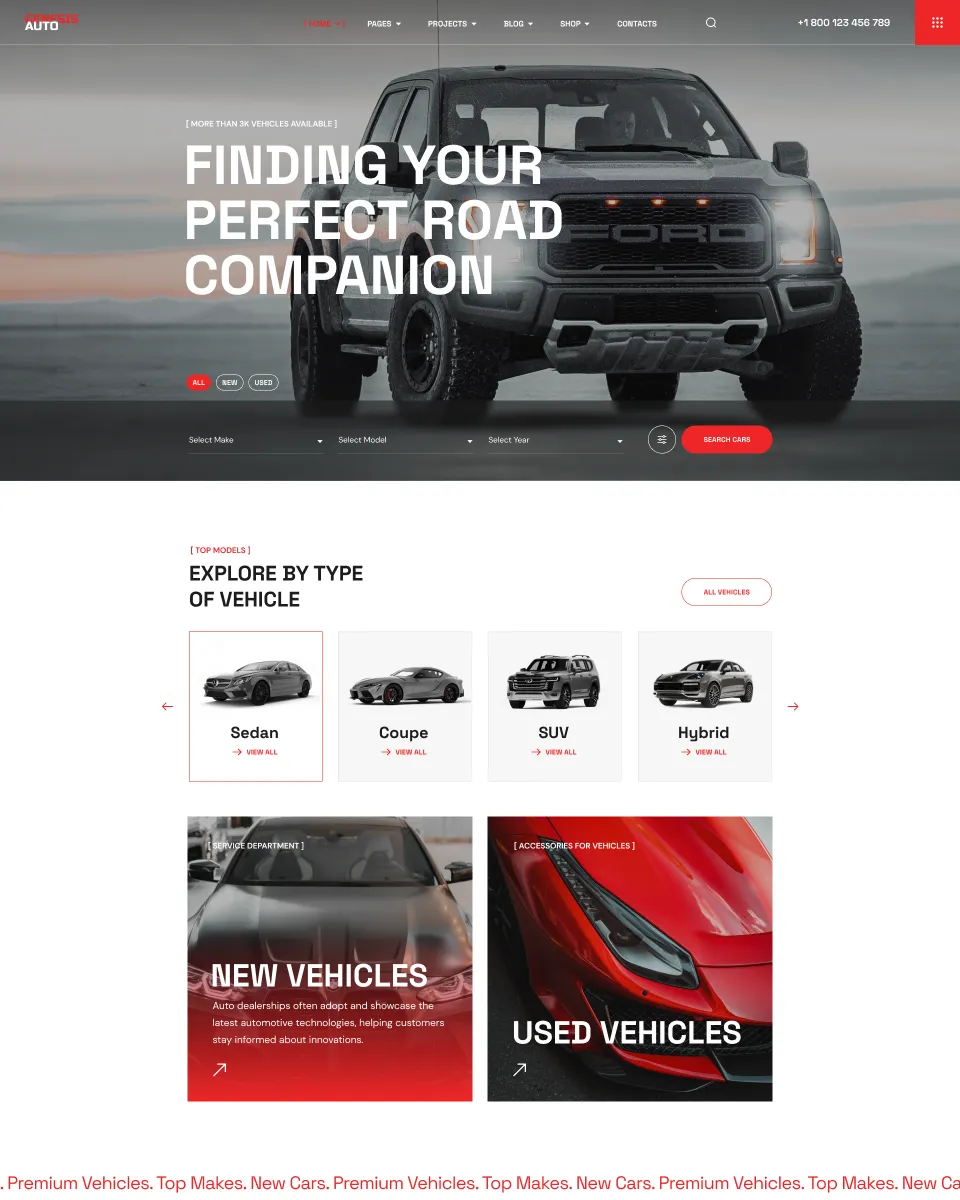 GENESIS
AUTO
[ HOME ]
PAGES
PROJECTS
BLOG
SHOP
CONTACTS
+1 800 123 456 789
[ MORE THAN 3K VEHICLES AVAILABLE ]
FINDING YOUR
PERFECT ROAD
COMPANION
FORD
ALL
NEW
USED
Select Make
Select Model
Select Year
SEARCH CARS
[ TOP MODELS ]
EXPLORE BY TYPE
OF VEHICLE
ALL VEHICLES
Sedan
VIEW ALL
Coupe
VIEW ALL
SUV
VIEW ALL
Hybrid
VIEW ALL
[ SERVICE DEPARTMENT ]
NEW VEHICLES
Auto dealerships often adopt and showcase the
latest automotive technologies, helping customers
stay informed about innovations.
[ ACCESSORIES FOR VEHICLES ]
USED VEHICLES
. Premium Vehicles. Top Makes. New Cars. Premium Vehicles. Top Makes. New Cars. Premium Vehicles. Top Makes. New Ca